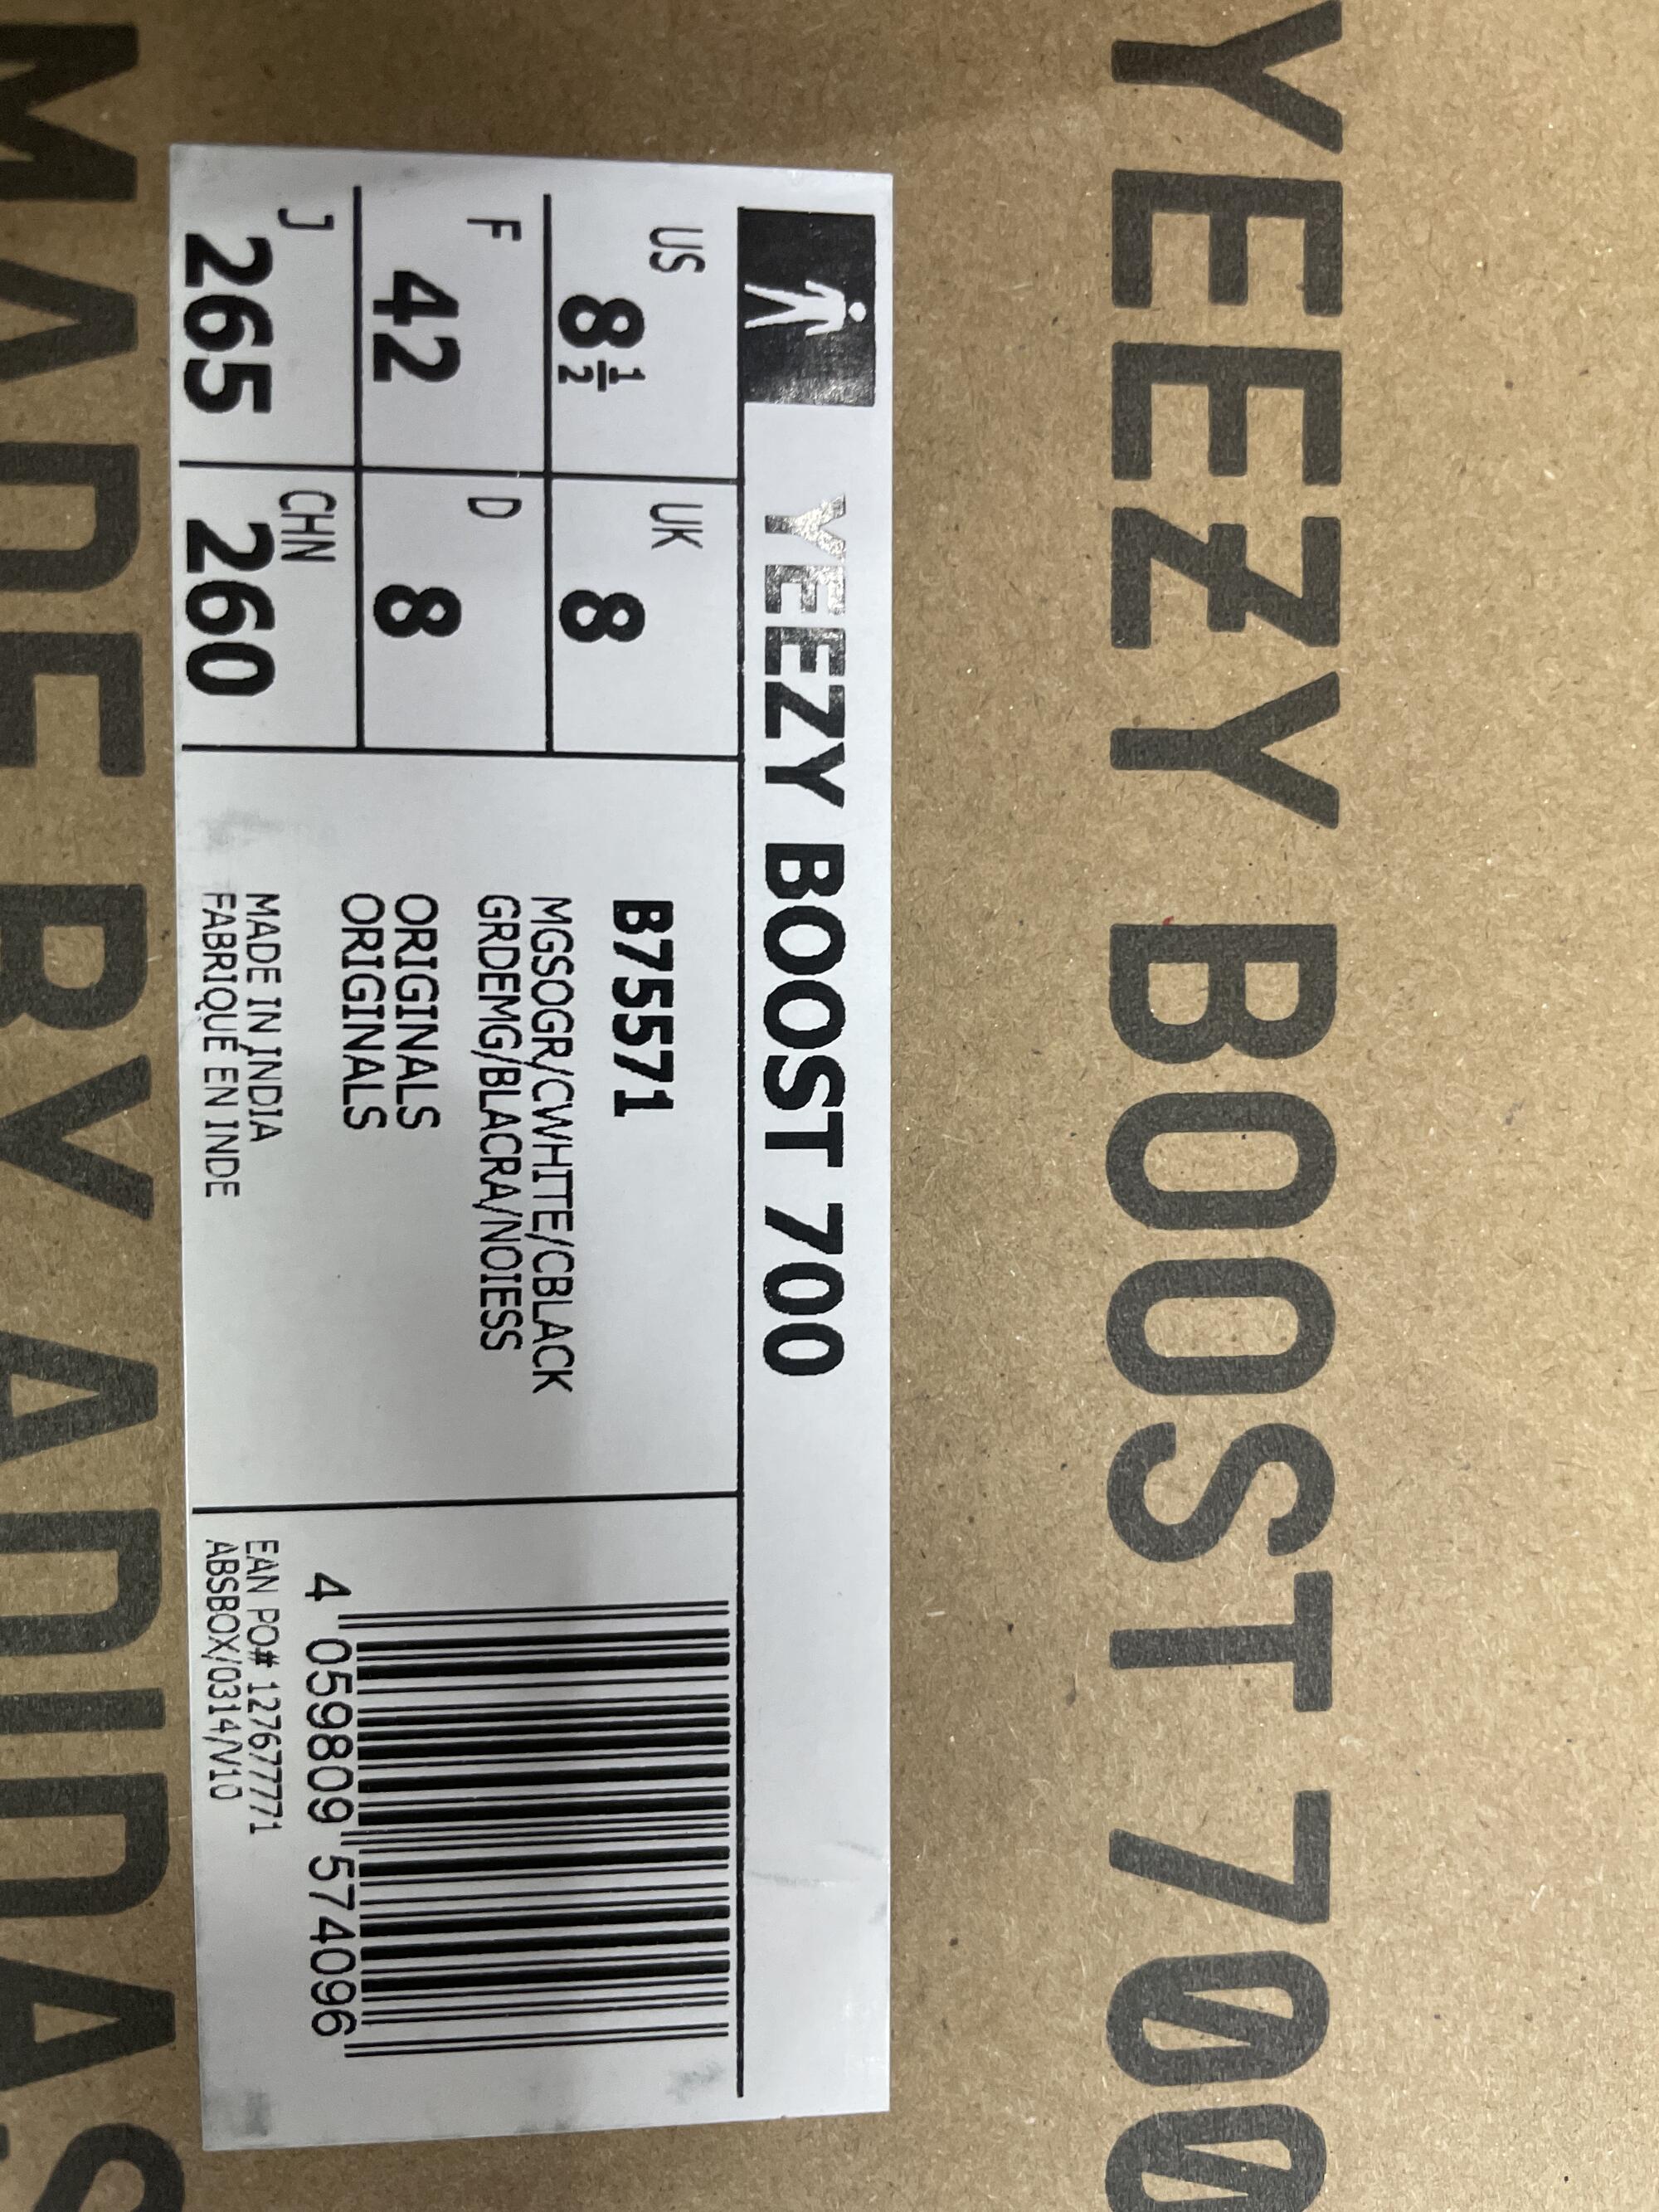 YEEZY BOOST 700
YEEZY BOOST 700
US 8 1/2
UK 8
F 42
D 8
J 265
CHN 260
B75571
MGSOGR/CWHITE/CBLACK
GRDEMG/BLACRA/NOIESS
ORIGINALS
ORIGINALS
MADE IN INDIA
FABRIQUÉ EN INDE
4 059809 574096
EAN PO# 127677771
ABSBOX/0314/V10
MADE BY ADIDAS